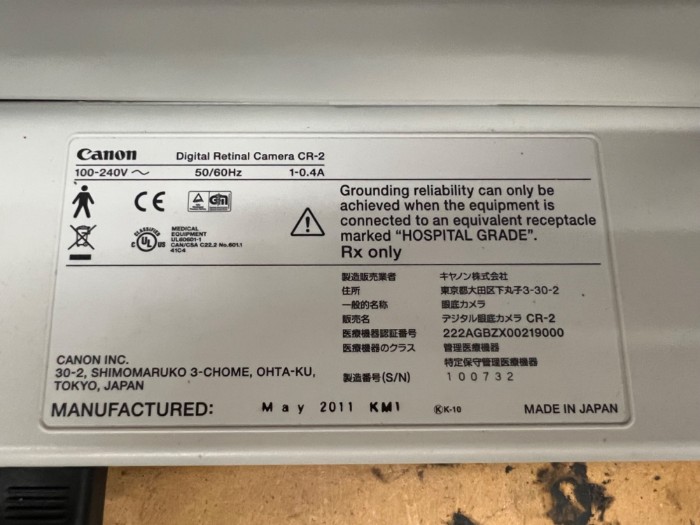 Canon Digital Retinal Camera CR-2
100-240V ~ 50/60Hz 1-0.4A
CLASSIFIED
UL
C US
MEDICAL
EQUIPMENT
UL60601-1
CAN/CSA C22.2 No.601.1
41C4
Grounding reliability can only be
achieved when the equipment is
connected to an equivalent receptacle
marked “HOSPITAL GRADE”.
Rx only
製造販売業者 キヤノン株式会社
住所 東京都大田区下丸子3-30-2
一般的名称 眼底カメラ
販売名 デジタル眼底カメラ CR-2
医療機器認証番号 222AGBZX00219000
医療機器のクラス 管理医療機器
特定保守管理医療機器
製造番号(S/N) 100732
CANON INC.
30-2, SHIMOMARUKO 3-CHOME, OHTA-KU,
TOKYO, JAPAN
MANUFACTURED: May 2011 KM1 K K-10 MADE IN JAPAN